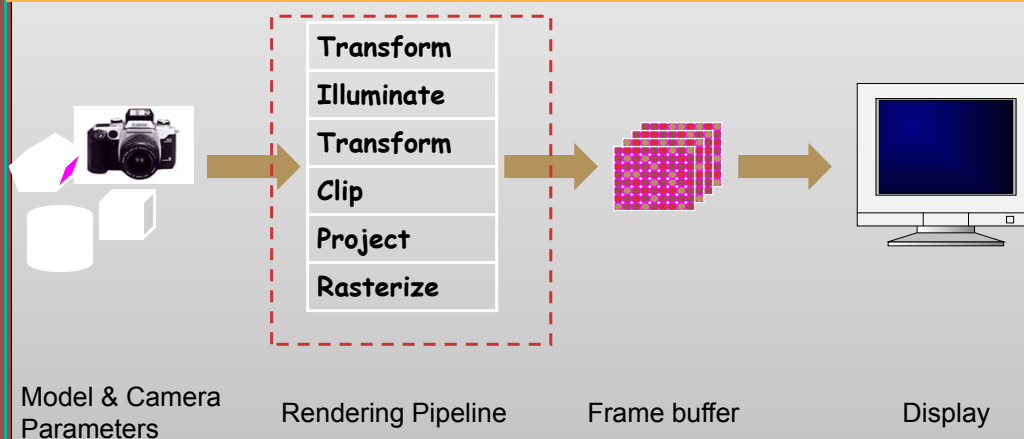 Transform
Illuminate
Transform
Clip
Project
Rasterize
Model & Camera
Parameters
Rendering Pipeline
Frame buffer
Display